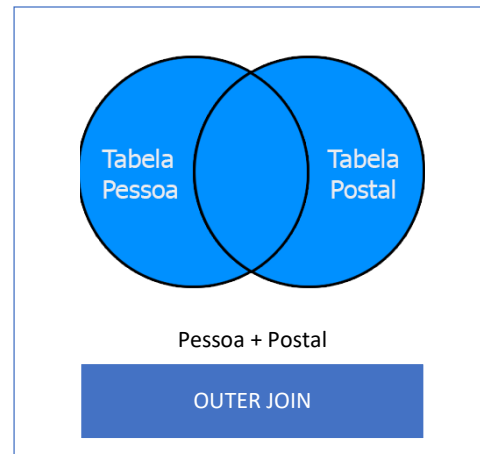 Tabela
Pessoa
Tabela
Postal
Pessoa + Postal
OUTER JOIN